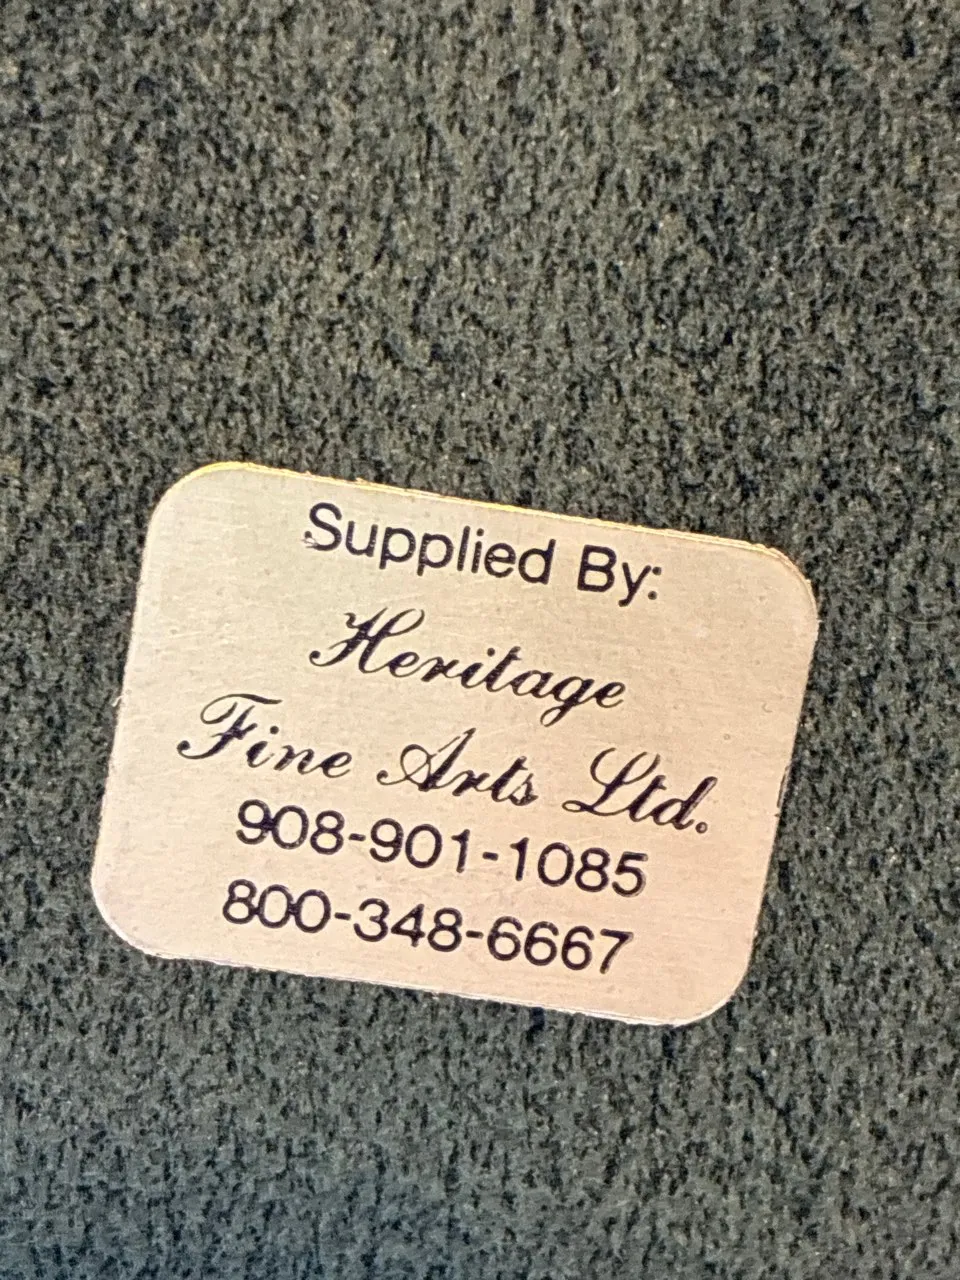 Supplied By:
Heritage
Fine Arts Ltd.
908-901-1085
800-348-6667